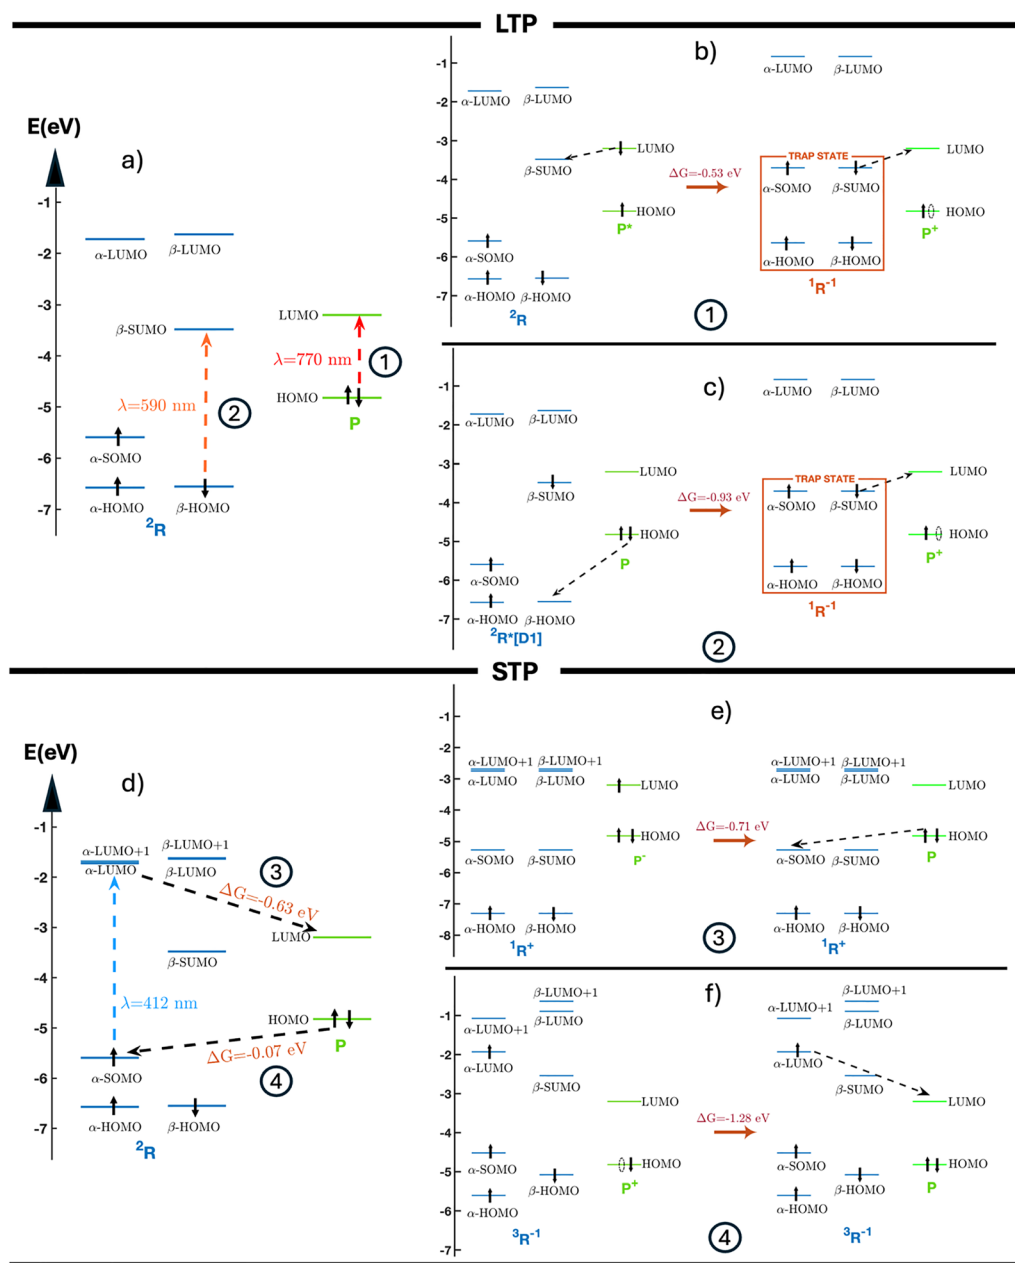 LTP
a)
E(eV)
-1
-2
-3
-4
-5
-6
-7
α-LUMO
β-LUMO
β-SUMO
LUMO
λ=770 nm
1
HOMO
P
λ=590 nm
2
α-SOMO
α-HOMO
β-HOMO
²R
b)
-1
-2
-3
-4
-5
-6
-7
α-LUMO
β-LUMO
β-SUMO
LUMO
HOMO
P*
α-SOMO
α-HOMO
β-HOMO
²R
ΔG=-0.53 eV
α-LUMO
β-LUMO
TRAP STATE
α-SOMO
β-SUMO
α-HOMO
β-HOMO
¹R⁻¹
LUMO
HOMO
P⁺
1
c)
-1
-2
-3
-4
-5
-6
-7
α-LUMO
β-LUMO
β-SUMO
LUMO
HOMO
P
α-SOMO
α-HOMO
β-HOMO
²R*[D1]
ΔG=-0.93 eV
α-LUMO
β-LUMO
TRAP STATE
α-SOMO
β-SUMO
α-HOMO
β-HOMO
¹R⁻¹
LUMO
HOMO
P⁺
2
STP
d)
E(eV)
-1
-2
-3
-4
-5
-6
-7
α-LUMO+1
α-LUMO
β-LUMO+1
β-LUMO
3
ΔG=-0.63 eV
LUMO
β-SUMO
λ=412 nm
HOMO
P
ΔG=-0.07 eV
4
α-SOMO
α-HOMO
β-HOMO
²R
e)
-1
-2
-3
-4
-5
-6
-7
-8
α-LUMO+1
α-LUMO
β-LUMO+1
β-LUMO
LUMO
HOMO
P⁻
α-SOMO
β-SUMO
α-HOMO
β-HOMO
¹R⁺
ΔG=-0.71 eV
α-LUMO+1
α-LUMO
β-LUMO+1
β-LUMO
LUMO
HOMO
P
α-SOMO
β-SUMO
α-HOMO
β-HOMO
¹R⁺
3
f)
-1
-2
-3
-4
-5
-6
-7
β-LUMO+1
β-LUMO
α-LUMO+1
α-LUMO
β-SUMO
LUMO
HOMO
P⁺
α-SOMO
β-HOMO
α-HOMO
³R⁻¹
ΔG=-1.28 eV
β-LUMO+1
β-LUMO
α-LUMO+1
α-LUMO
β-SUMO
LUMO
HOMO
P
α-SOMO
β-HOMO
α-HOMO
³R⁻¹
4